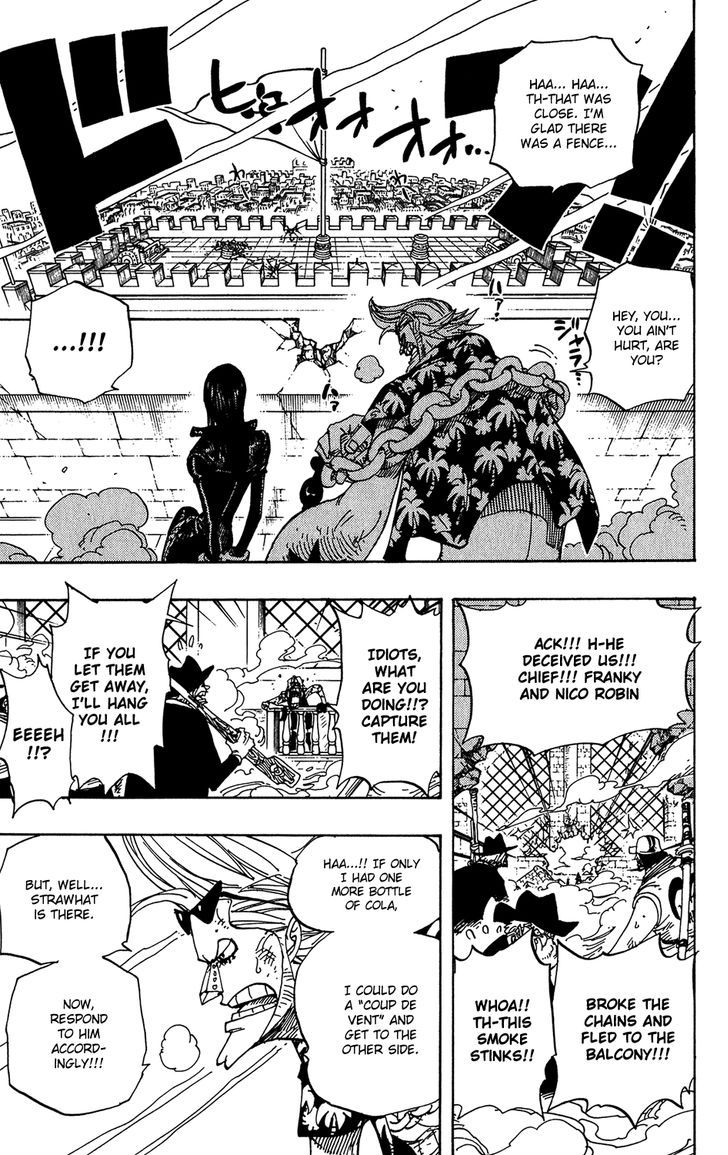 HAA... HAA...
TH-THAT WAS
CLOSE. I'M
GLAD THERE
WAS A FENCE...
ドオ!!!
ヒュオオオ...
HEY, YOU...
YOU AIN'T
HURT, ARE
YOU?
ジャラ...
...!!!
ACK!!! H-HE
DECEIVED US!!!
CHIEF!!! FRANKY
AND NICO ROBIN
BROKE THE
CHAINS AND
FLED TO THE
BALCONY!!!
WHOA!!
TH-THIS
SMOKE
STINKS!!
IDIOTS,
WHAT
ARE YOU
DOING!!?
CAPTURE
THEM!
IF YOU
LET THEM
GET AWAY,
I'LL HANG
YOU ALL
!!!
EEEEH
!!?
HAA...!! IF ONLY
I HAD ONE
MORE BOTTLE
OF COLA,
I COULD DO
A "COUP DE
VENT" AND
GET TO THE
OTHER SIDE.
BUT, WELL...
STRAWHAT
IS THERE.
NOW,
RESPOND
TO HIM
ACCORD-
INGLY!!!